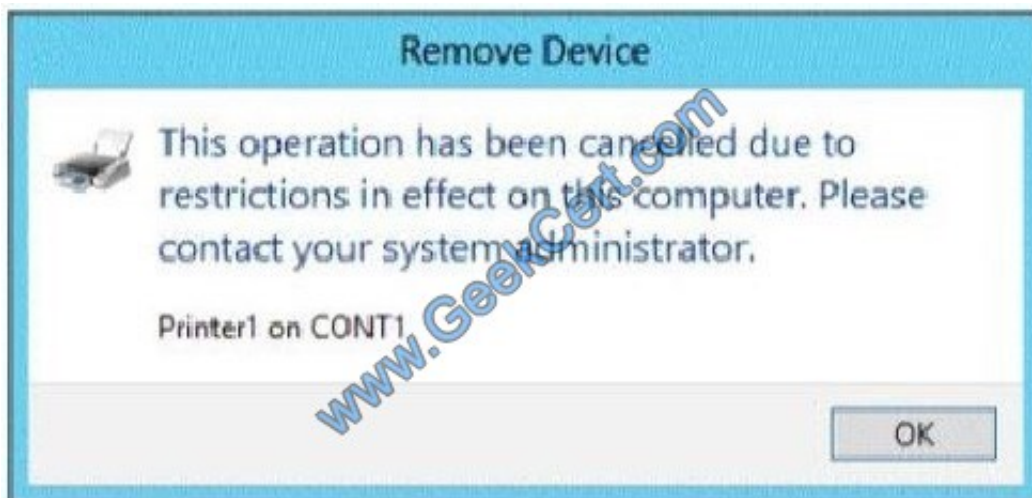 Remove Device
This operation has been cancelled due to
restrictions in effect on this computer. Please
contact your system administrator.
Printer1 on CONT1
www.GeekCert.com
OK